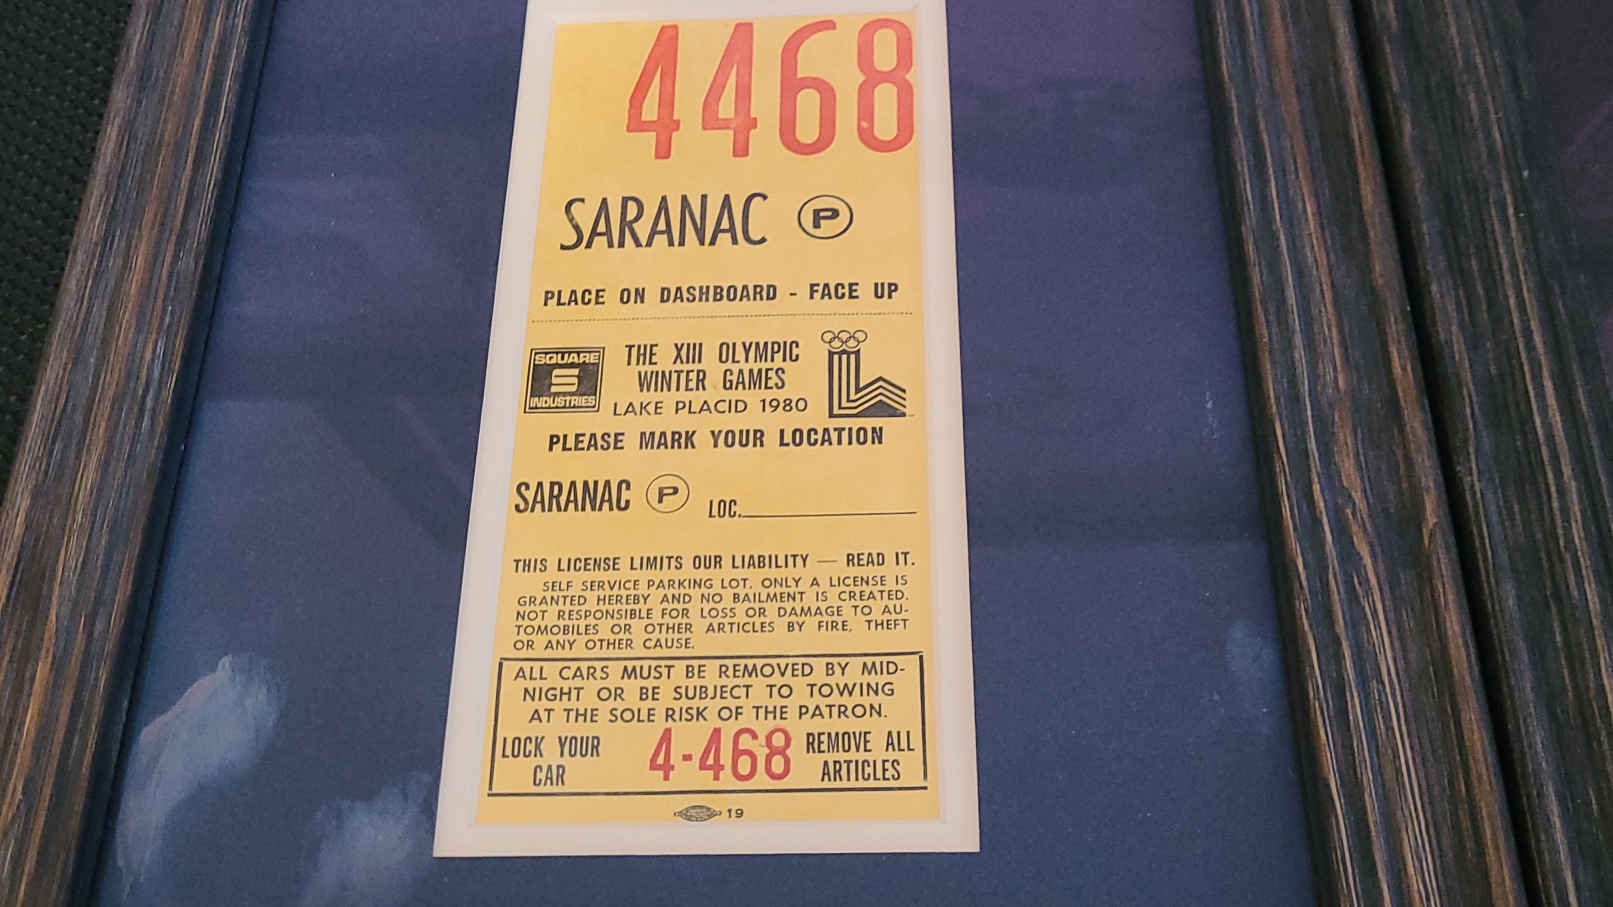 4468
SARANAC P
PLACE ON DASHBOARD - FACE UP
SQUARE
S
INDUSTRIES
THE XIII OLYMPIC
WINTER GAMES
LAKE PLACID 1980
PLEASE MARK YOUR LOCATION
SARANAC P LOC.
THIS LICENSE LIMITS OUR LIABILITY — READ IT.
SELF SERVICE PARKING LOT. ONLY A LICENSE IS
GRANTED HEREBY AND NO BAILMENT IS CREATED.
NOT RESPONSIBLE FOR LOSS OR DAMAGE TO AU-
TOMOBILES OR OTHER ARTICLES BY FIRE, THEFT
OR ANY OTHER CAUSE.
ALL CARS MUST BE REMOVED BY MID-
NIGHT OR BE SUBJECT TO TOWING
AT THE SOLE RISK OF THE PATRON.
LOCK YOUR
CAR
4-468
REMOVE ALL
ARTICLES
19